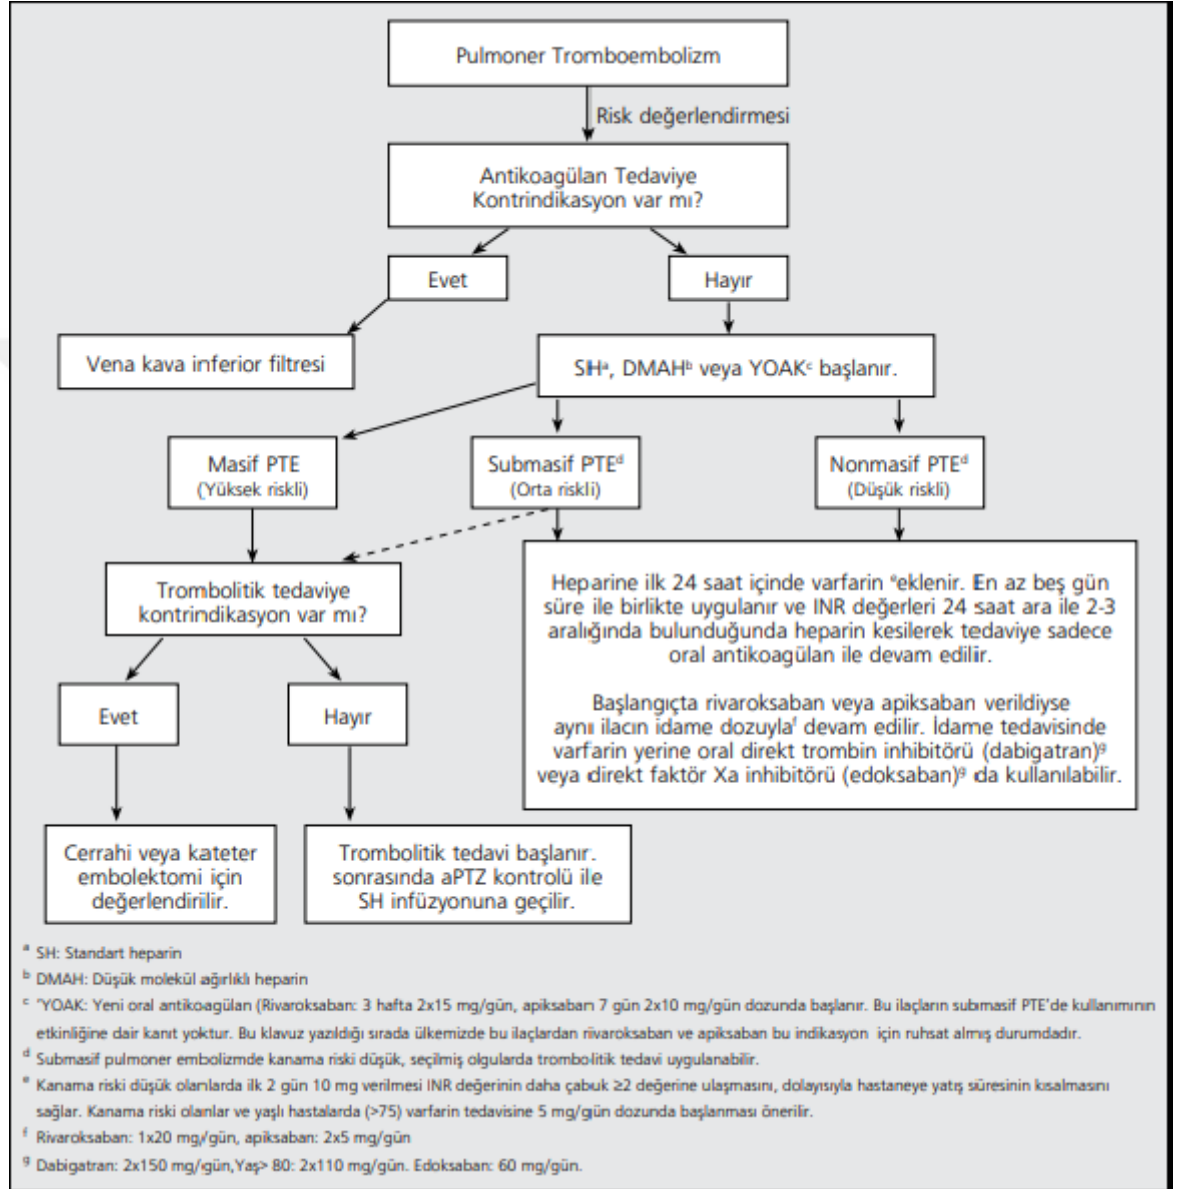 Pulmoner Tromboembolizm
Risk değerlendirmesi
Antikoagülan Tedaviye
Kontrindikasyon var mı?
Evet
Hayır
Vena kava inferior filtresi
SHᵃ, DMAHᵇ veya YOAKᶜ başlanır.
Masif PTE
(Yüksek riskli)
Submasif PTEᵈ
(Orta riskli)
Nonmasif PTEᵈ
(Düşük riskli)
Trombolitik tedaviye
kontrindikasyon var mı?
Heparine ilk 24 saat içinde varfarin ᵉeklenir. En az beş gün
süre ile birlikte uygulanır ve INR değerleri 24 saat ara ile 2-3
aralığında bulunduğunda heparin kesilerek tedaviye sadece
oral antikoagülan ile devam edilir.
Başlangıçta rivaroksaban veya apiksaban verildiyse
aynı ilacın idame dozuylaᶠ devam edilir. İdame tedavisinde
varfarin yerine oral direkt trombin inhibitörü (dabigatran)ᵍ
veya direkt faktör Xa inhibitörü (edoksaban)ᵍ da kullanılabilir.
Evet
Hayır
Cerrahi veya kateter
embolektomi için
değerlendirilir.
Trombolitik tedavi başlanır.
sonrasında aPTZ kontrolü ile
SH infüzyonuna geçilir.
ᵃ SH: Standart heparin
ᵇ DMAH: Düşük molekül ağırlıklı heparin
ᶜ "YOAK: Yeni oral antikoagülan (Rivaroksaban: 3 hafta 2x15 mg/gün, apiksaban 7 gün 2x10 mg/gün dozunda başlanır. Bu ilaçların submasif PTE'de kullanımının
etkinliğine dair kanıt yoktur. Bu klavuz yazıldığı sırada ülkemizde bu ilaçlardan rivaroksaban ve apiksaban bu indikasyon için ruhsat almış durumdadır.
ᵈ Submasif pulmoner embolizmde kanama riski düşük, seçilmiş olgularda trombolitik tedavi uygulanabilir.
ᵉ Kanama riski düşük olanlarda ilk 2 gün 10 mg verilmesi INR değerinin daha çabuk ≥2 değerine ulaşmasını, dolayısıyla hastaneye yatış süresinin kısalmasını
sağlar. Kanama riski olanlar ve yaşlı hastalarda (>75) varfarin tedavisine 5 mg/gün dozunda başlanması önerilir.
ᶠ Rivaroksaban: 1x20 mg/gün, apiksaban: 2x5 mg/gün
ᵍ Dabigatran: 2x150 mg/gün,Yaş> 80: 2x110 mg/gün. Edoksaban: 60 mg/gün.